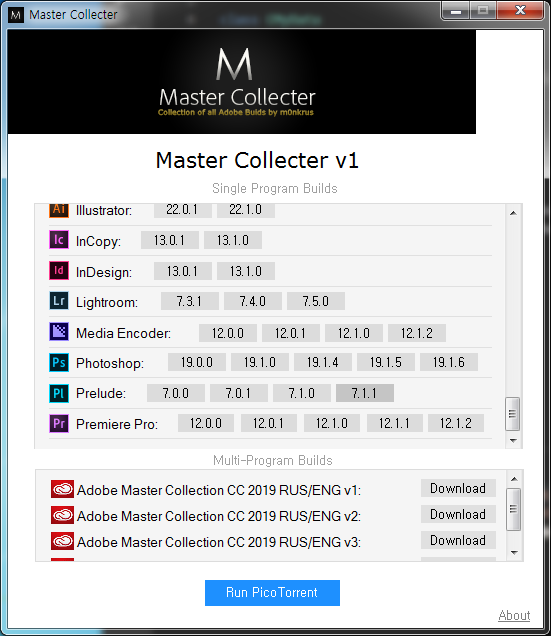 Master Collecter
M
Master Collecter
Collection of all Adobe Builds by m0nkrus
Master Collecter v1
Single Program Builds
Ai Illustrator: 22.0.1 22.1.0
Ic InCopy: 13.0.1 13.1.0
Id InDesign: 13.0.1 13.1.0
Lr Lightroom: 7.3.1 7.4.0 7.5.0
Media Encoder: 12.0.0 12.0.1 12.1.0 12.1.2
Ps Photoshop: 19.0.0 19.1.0 19.1.4 19.1.5 19.1.6
Pl Prelude: 7.0.0 7.0.1 7.1.0 7.1.1
Pr Premiere Pro: 12.0.0 12.0.1 12.1.0 12.1.1 12.1.2
Multi-Program Builds
Adobe Master Collection CC 2019 RUS/ENG v1: Download
Adobe Master Collection CC 2019 RUS/ENG v2: Download
Adobe Master Collection CC 2019 RUS/ENG v3: Download
Run PicoTorrent
About